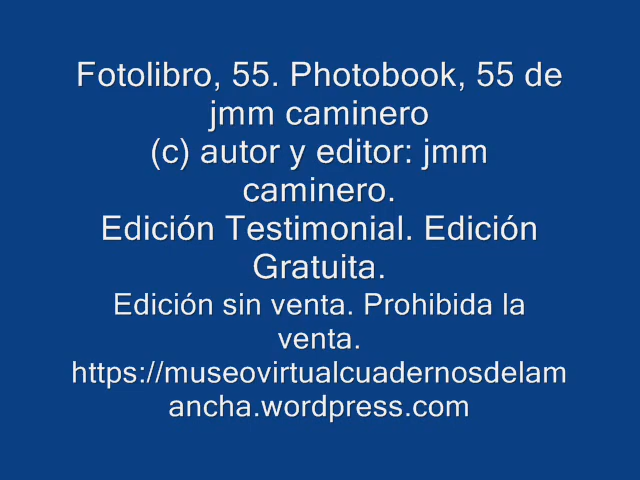 Fotolibro, 55. Photobook, 55 de
jmm caminero
(c) autor y editor: jmm
caminero.
Edición Testimonial. Edición
Gratuita.
Edición sin venta. Prohibida la
venta.
https://museovirtualcuadernosdelam
ancha.wordpress.com